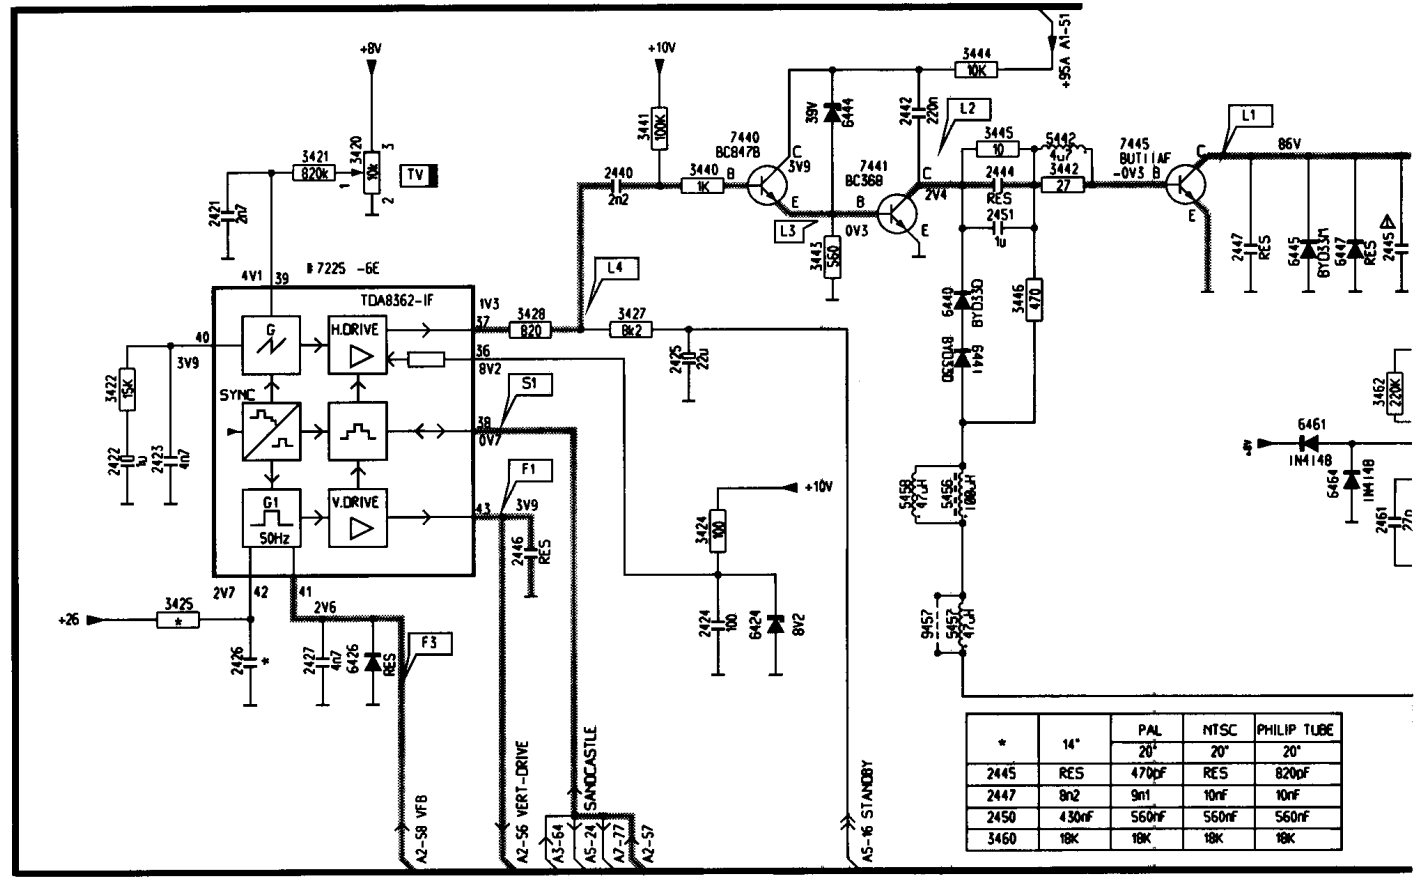 +8V
+10V
3444
10K
+95A A1-51
3441
100K
39V
6444
2442
220n
L2
L1
3421
820k
3420
10k
3
1
2
TV
2440
2n2
3440
1K
7440
BC847B
B
C
3V9
E
7441
BC368
B
C
2V4
E
0V3
L3
3443
560
3445
10
5442
4u7
2444
RES
3442
27
2451
1u
7445
BUT11AF
-0V3 B
C
E
86V
2447
RES
6445
BYD33M
6447
RES
2445
2421
2n7
4V1
39
7225 -6E
TDA8362-IF
1V3
37
3428
820
L4
3427
8k2
2425
22u
6440
BYD33D
3446
470
BYD33D
6441
40
3V9
G
H.DRIVE
36
8V2
3422
15K
SYNC
S1
38
0V7
2422
1u
2423
4n7
G1
50Hz
V.DRIVE
43
F1
3V9
2446
RES
+10V
3424
100
3462
220K
6461
1N4148
+8V
6464
1N4148
2461
27n
5458
47uH
5456
100uH
2V7
42
41
2V6
+26
3425
*
2426
*
2427
4n7
6426
RES
F3
2424
100
6424
8V2
9457
5457
47uH
A2-58 VFB
A2-56 VERT-DRIVE
A3-64
A5-24 SANDCASTLE
A7-77
A2-57
A5-16 STANDBY
* 14" PAL 20" NTSC 20" PHILIP TUBE 20"
2445 RES 470pF RES 820pF
2447 8n2 9n1 10nF 10nF
2450 430nF 560nF 560nF 560nF
3460 18K 18K 18K 18K